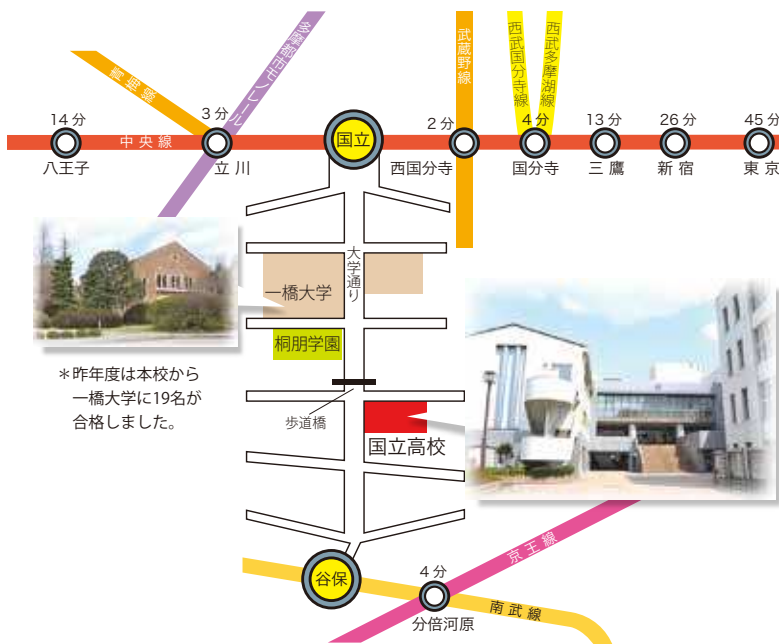 多摩都市モノレール
青梅線
武蔵野線
西武国分寺線
西武多摩湖線
14分
3分
2分
4分
13分
26分
45分
中央線
国立
八王子
立川
西国分寺
国分寺
三鷹
新宿
東京
大学通り
一橋大学
桐朋学園
＊昨年度は本校から
一橋大学に19名が
合格しました。
歩道橋
国立高校
京王線
谷保
4分
南武線
分倍河原